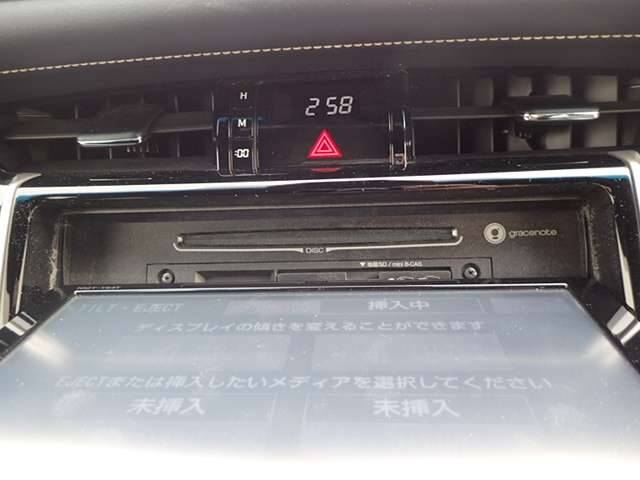 H
2:58
M
:00
DISC
gracenote
▼ 地図SD / mini B-CAS
TILT・EJECT
挿入中
ディスプレイの傾きを変えることができます
EJECTまたは挿入したいメディアを選択してください
未挿入
未挿入